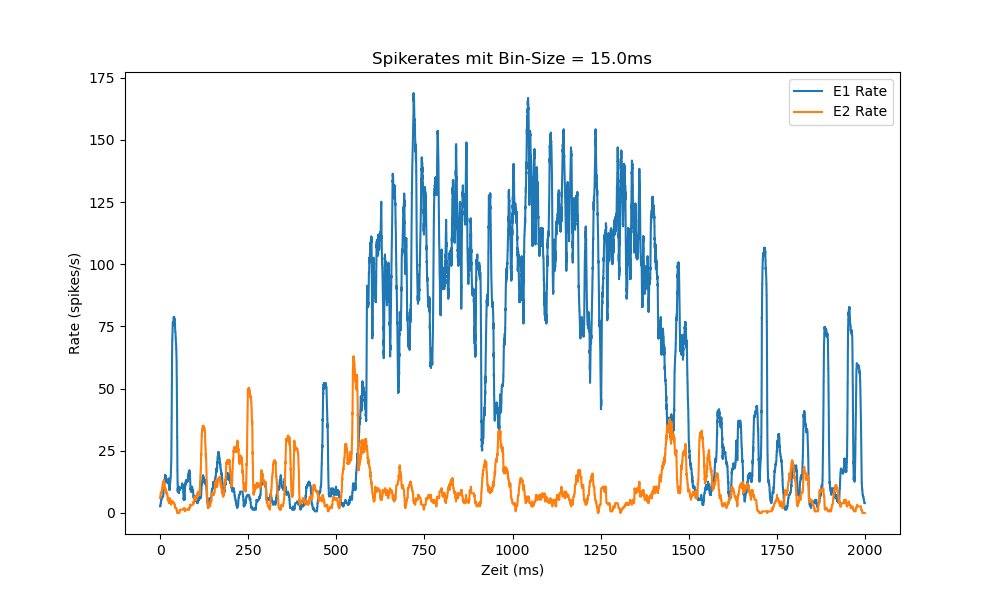 Spikerates mit Bin-Size = 15.0ms
E1 Rate
E2 Rate
175
150
125
100
75
50
25
0
Rate (spikes/s)
0 250 500 750 1000 1250 1500 1750 2000
Zeit (ms)